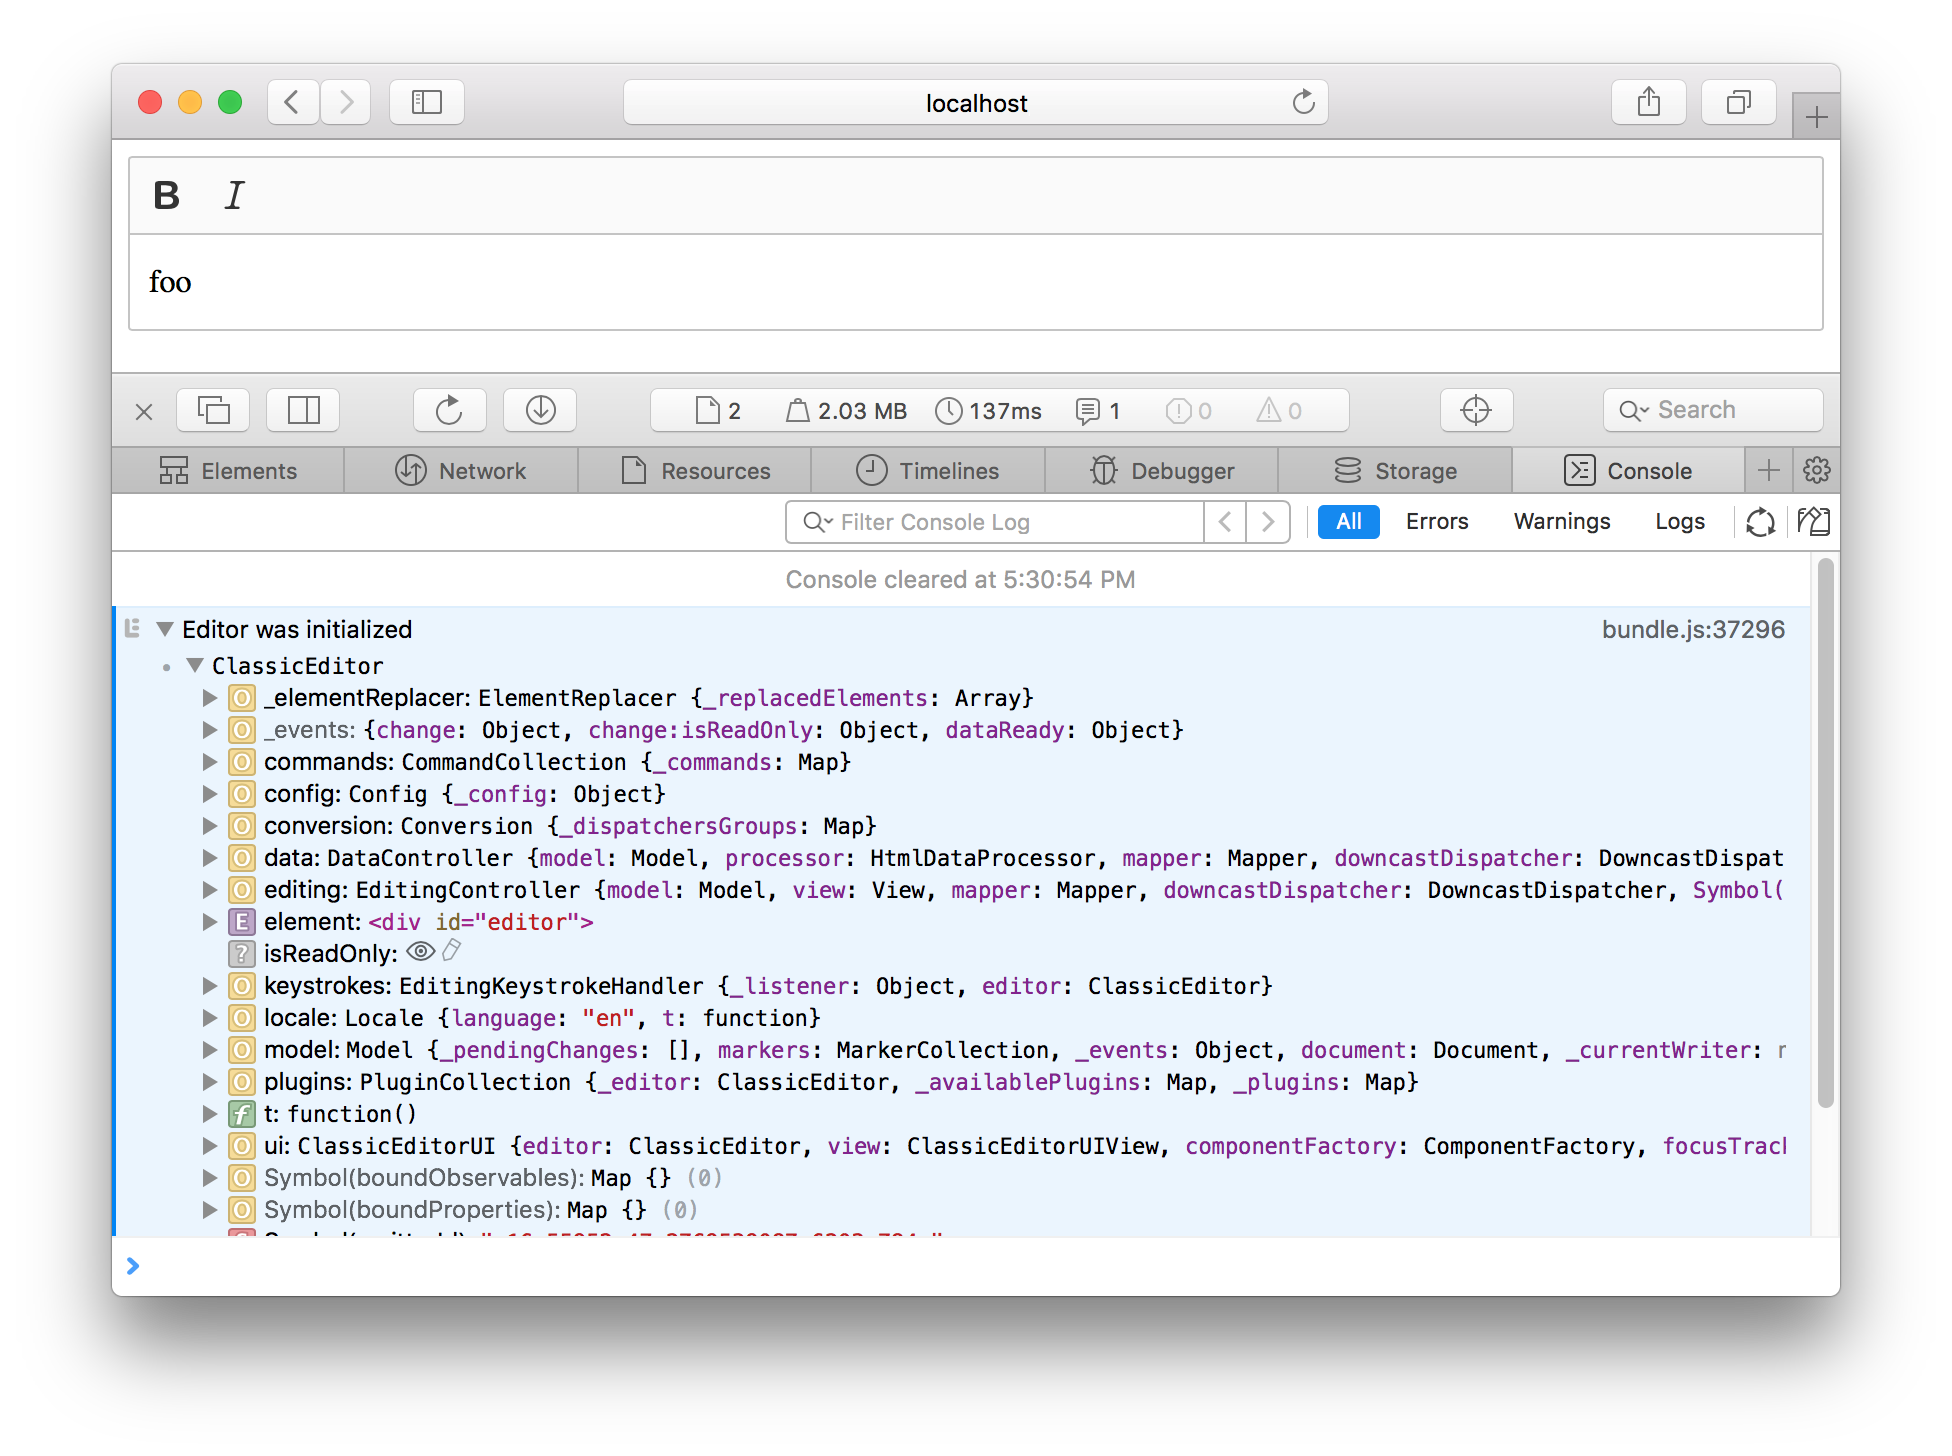 localhost
B I
foo
2 2.03 MB 137ms 1 0 0 Search
Elements Network Resources Timelines Debugger Storage Console
Filter Console Log All Errors Warnings Logs
Console cleared at 5:30:54 PM
Editor was initialized bundle.js:37296
ClassicEditor
O _elementReplacer: ElementReplacer {_replacedElements: Array}
O _events: {change: Object, change:isReadOnly: Object, dataReady: Object}
O commands: CommandCollection {_commands: Map}
O config: Config {_config: Object}
O conversion: Conversion {_dispatchersGroups: Map}
O data: DataController {model: Model, processor: HtmlDataProcessor, mapper: Mapper, downcastDispatcher: DowncastDispat
O editing: EditingController {model: Model, view: View, mapper: Mapper, downcastDispatcher: DowncastDispatcher, Symbol(
E element: <div id="editor">
? isReadOnly:
O keystrokes: EditingKeystrokeHandler {_listener: Object, editor: ClassicEditor}
O locale: Locale {language: "en", t: function}
O model: Model {_pendingChanges: [], markers: MarkerCollection, _events: Object, document: Document, _currentWriter: n
O plugins: PluginCollection {_editor: ClassicEditor, _availablePlugins: Map, _plugins: Map}
f t: function()
O ui: ClassicEditorUI {editor: ClassicEditor, view: ClassicEditorUIView, componentFactory: ComponentFactory, focusTrack
O Symbol(boundObservables): Map {} (0)
O Symbol(boundProperties): Map {} (0)